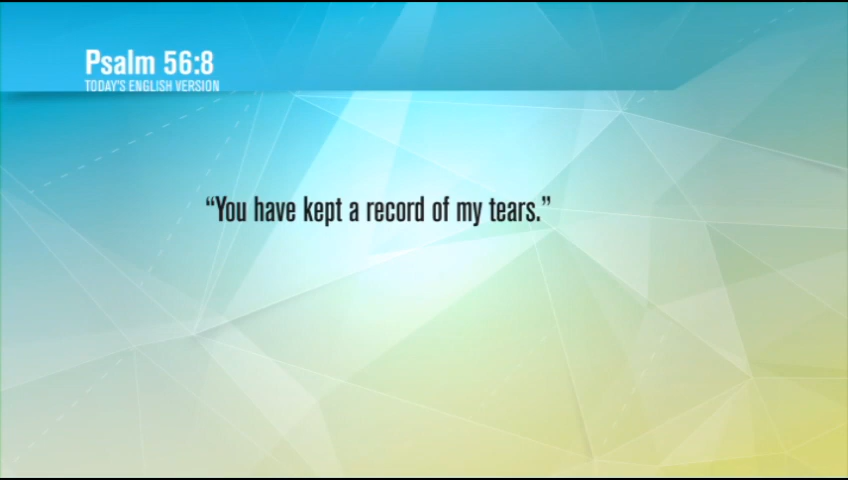 Psalm 56:8
TODAY'S ENGLISH VERSION
“You have kept a record of my tears.”